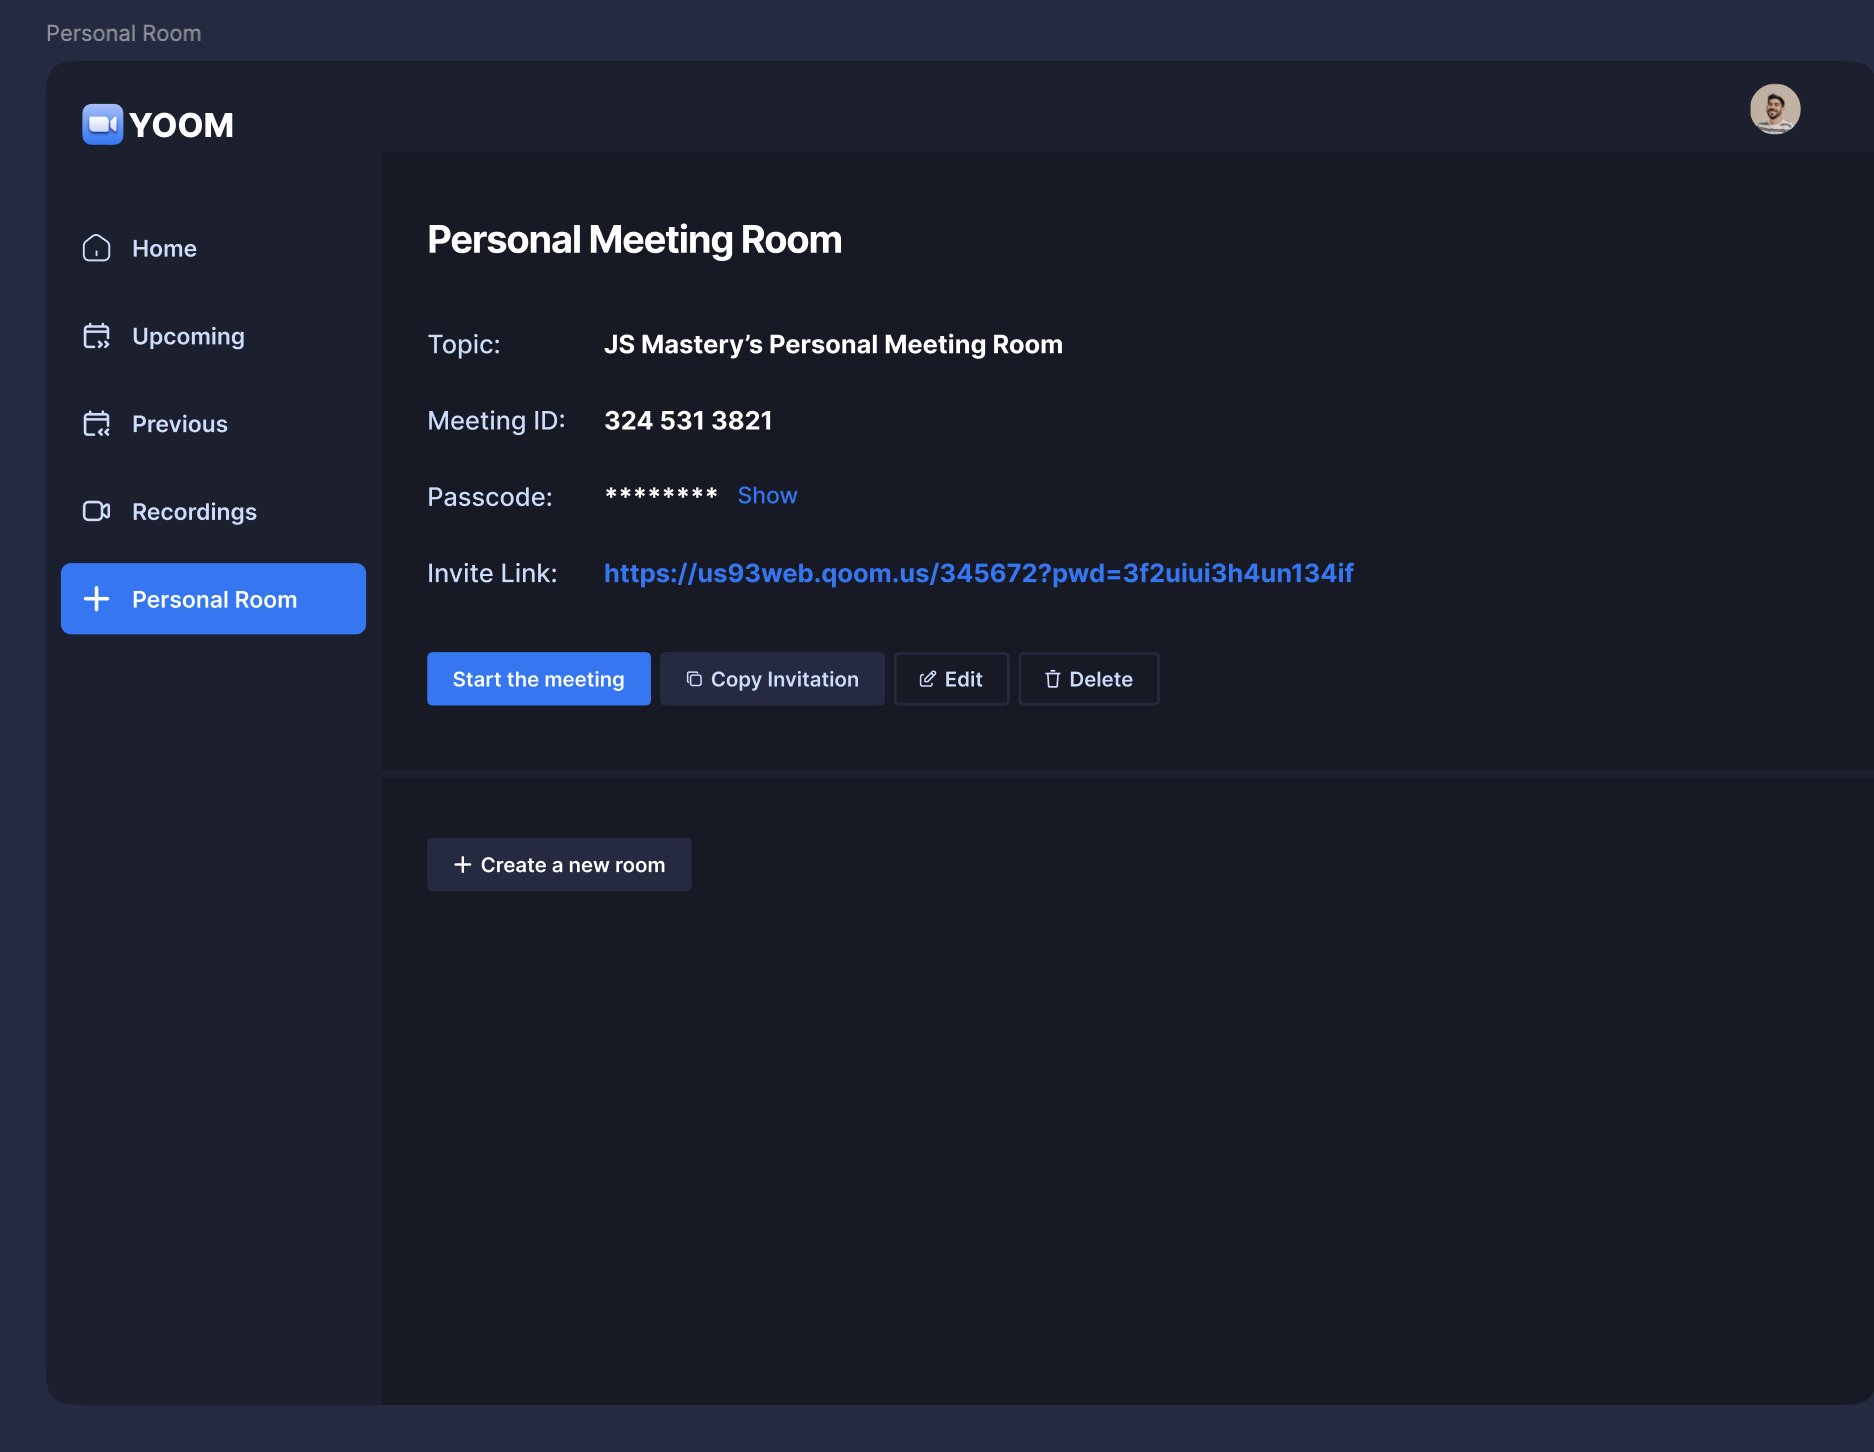 Personal Room
YOOM
Home
Upcoming
Previous
Recordings
Personal Room
Personal Meeting Room
Topic: JS Mastery’s Personal Meeting Room
Meeting ID: 324 531 3821
Passcode: ******** Show
Invite Link: https://us93web.qoom.us/345672?pwd=3f2uiui3h4un134if
Start the meeting Copy Invitation Edit Delete
Create a new room